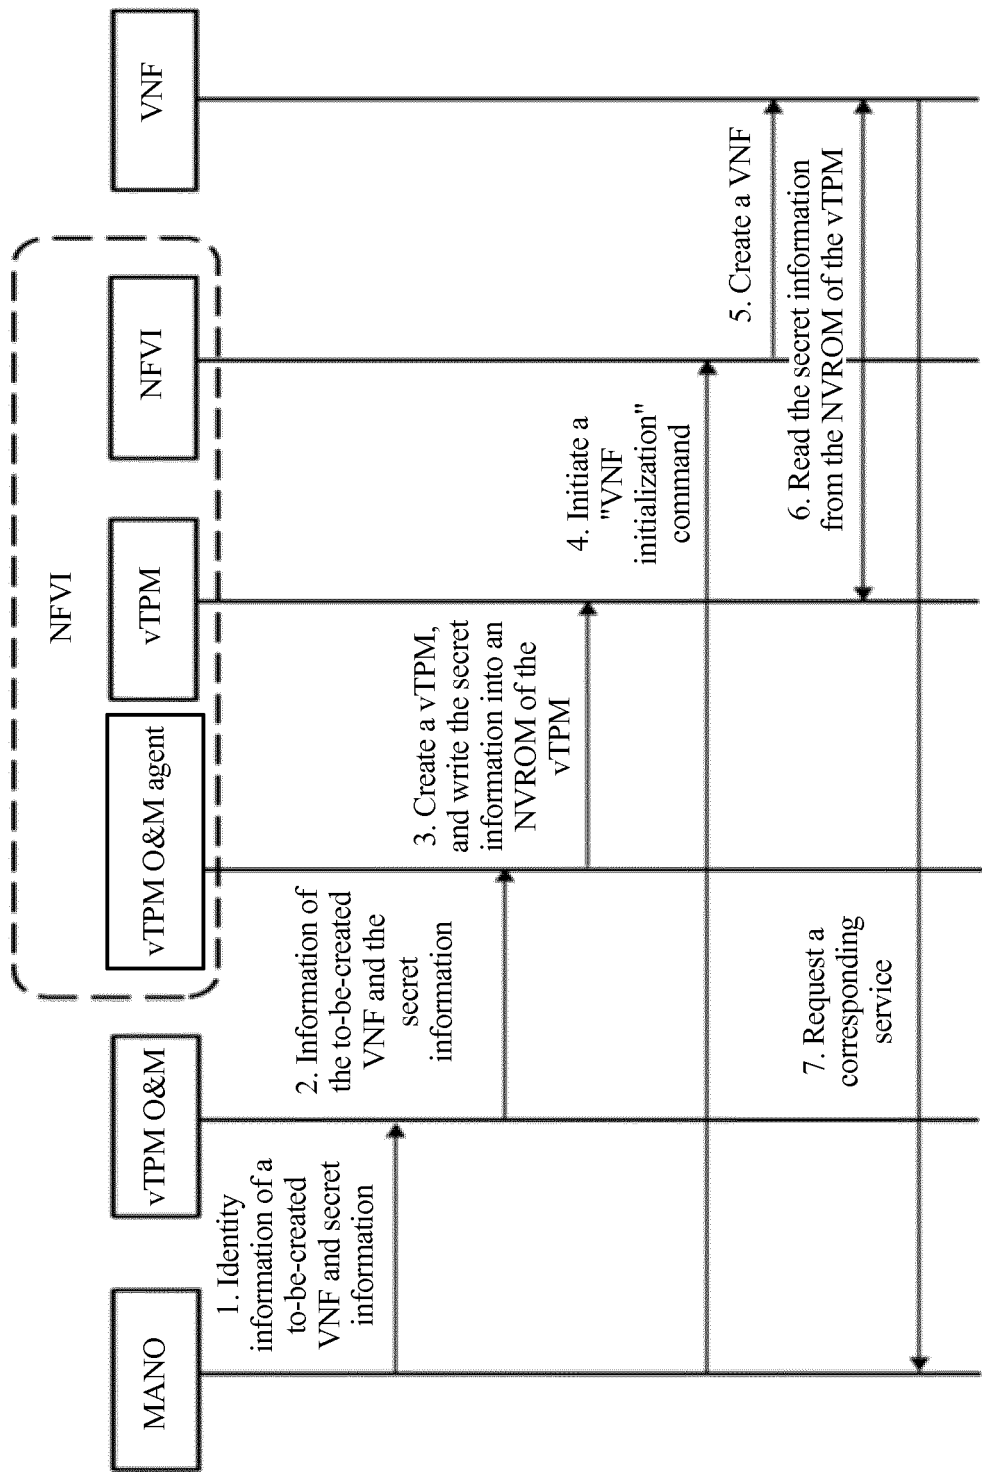 NFVI
MANO
vTPM O&M
vTPM O&M agent
vTPM
NFVI
VNF
1. Identity
information of a
to-be-created
VNF and secret
information
2. Information of
the to-be-created
VNF and the
secret
information
3. Create a vTPM,
and write the secret
information into an
NVROM of the
vTPM
4. Initiate a
"VNF
initialization"
command
5. Create a VNF
6. Read the secret information
from the NVROM of the vTPM
7. Request a
corresponding
service